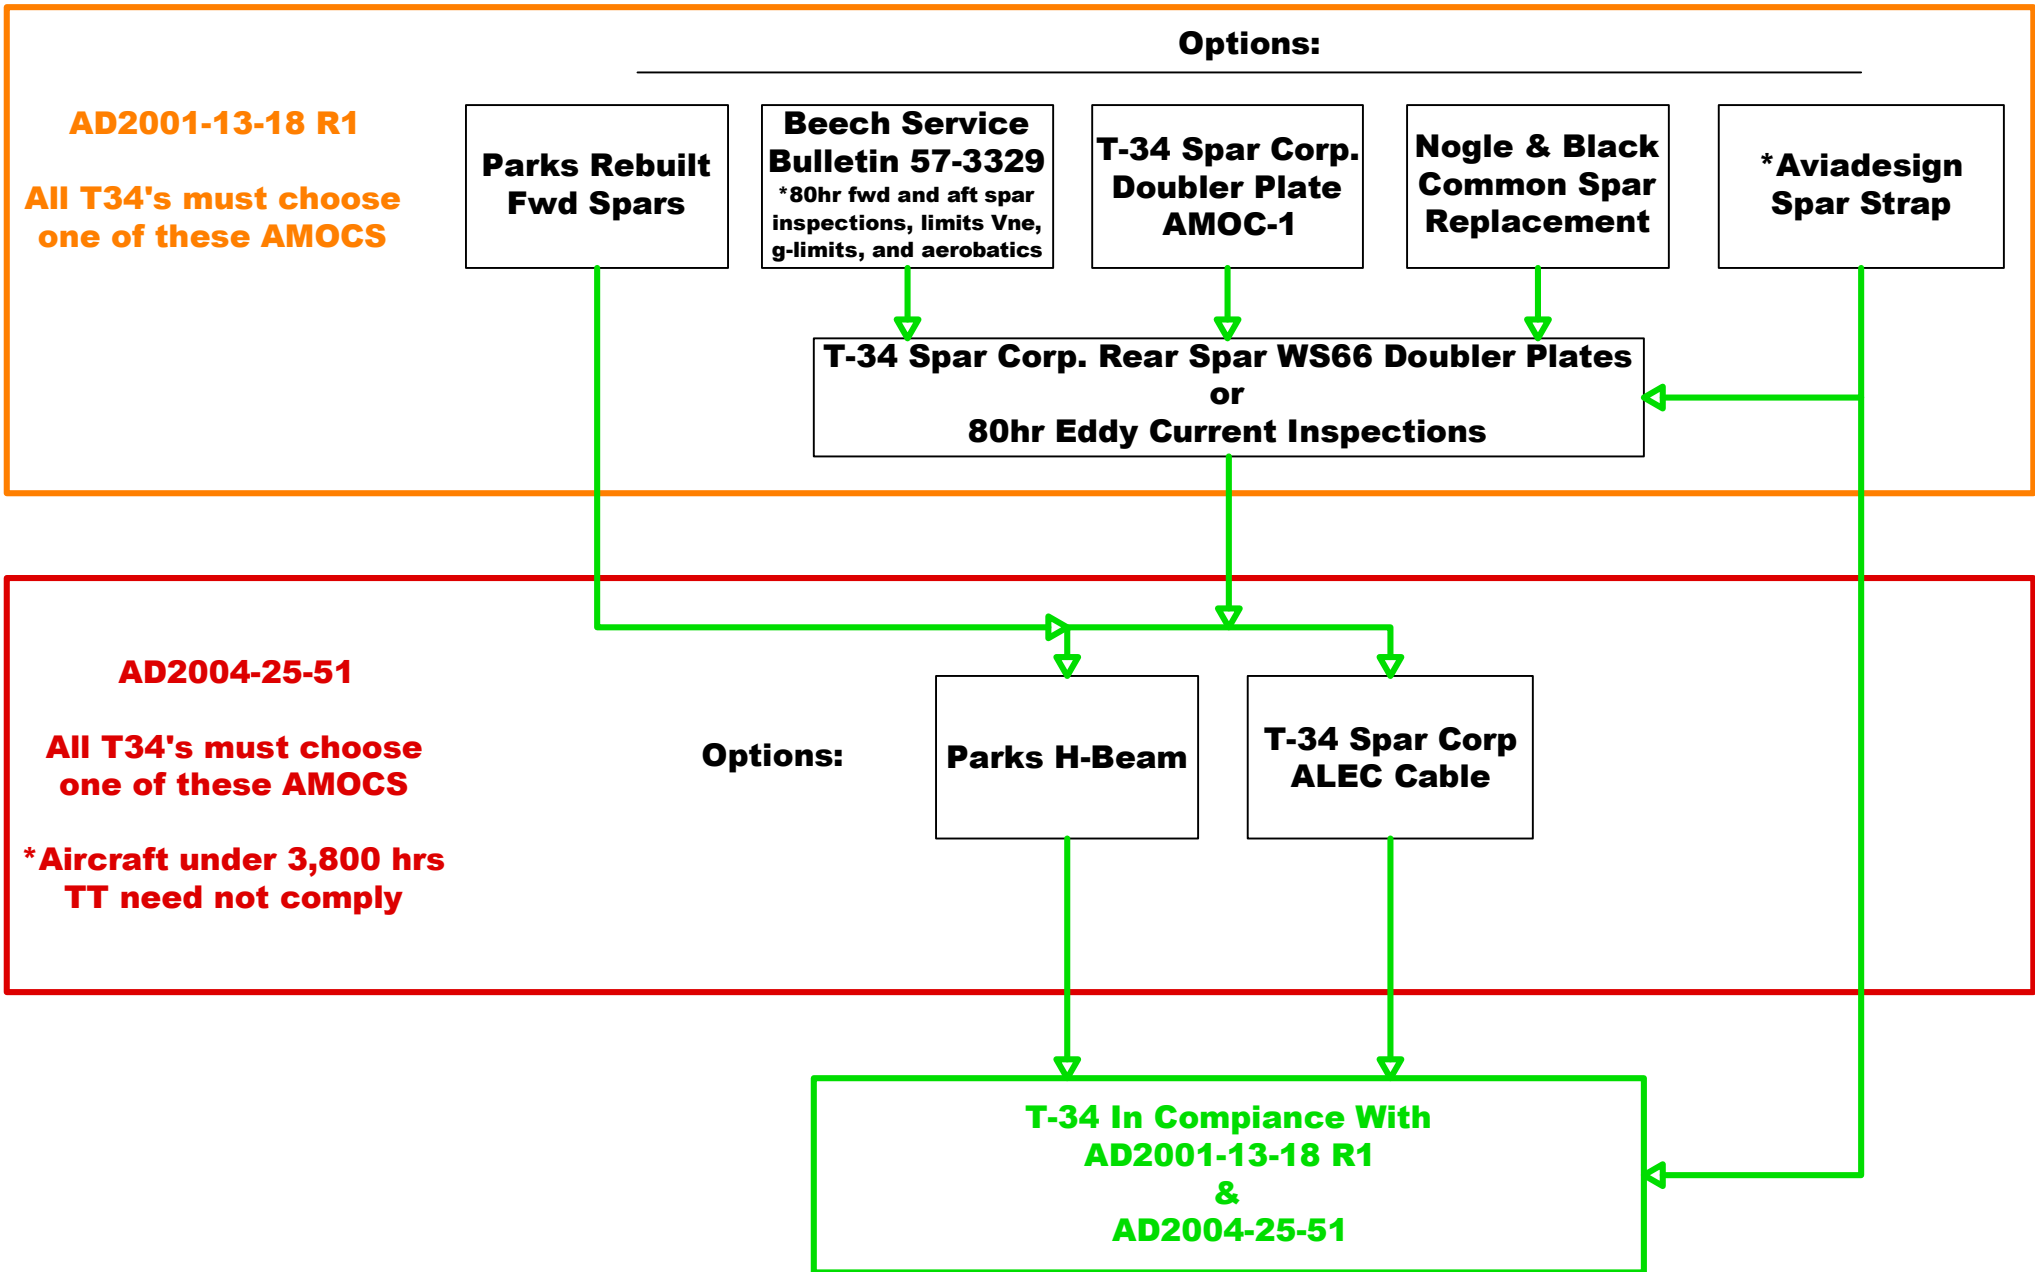 Options:
AD2001-13-18 R1
All T34's must choose
one of these AMOCS
Parks Rebuilt
Fwd Spars
Beech Service
Bulletin 57-3329
*80hr fwd and aft spar
inspections, limits Vne,
g-limits, and aerobatics
T-34 Spar Corp.
Doubler Plate
AMOC-1
Nogle & Black
Common Spar
Replacement
*Aviadesign
Spar Strap
T-34 Spar Corp. Rear Spar WS66 Doubler Plates
or
80hr Eddy Current Inspections
AD2004-25-51
All T34's must choose
one of these AMOCS
*Aircraft under 3,800 hrs
TT need not comply
Options:
Parks H-Beam
T-34 Spar Corp
ALEC Cable
T-34 In Compiance With
AD2001-13-18 R1
&
AD2004-25-51